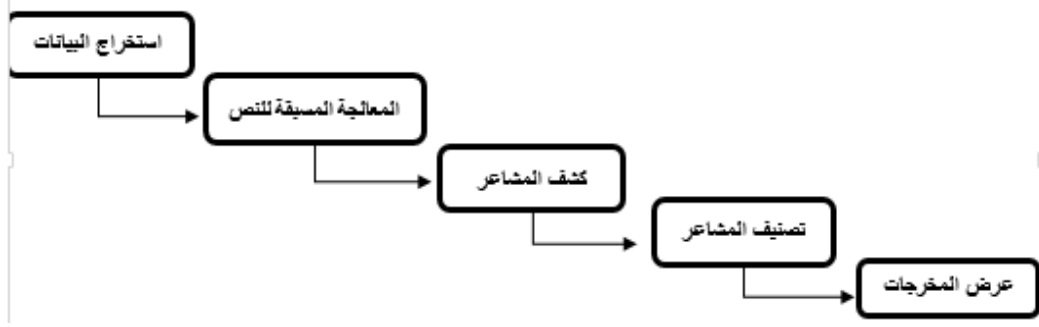 استخراج البيانات
المعالجة المسبقة للنص
كشف المشاعر
تصنيف المشاعر
عرض المخرجات